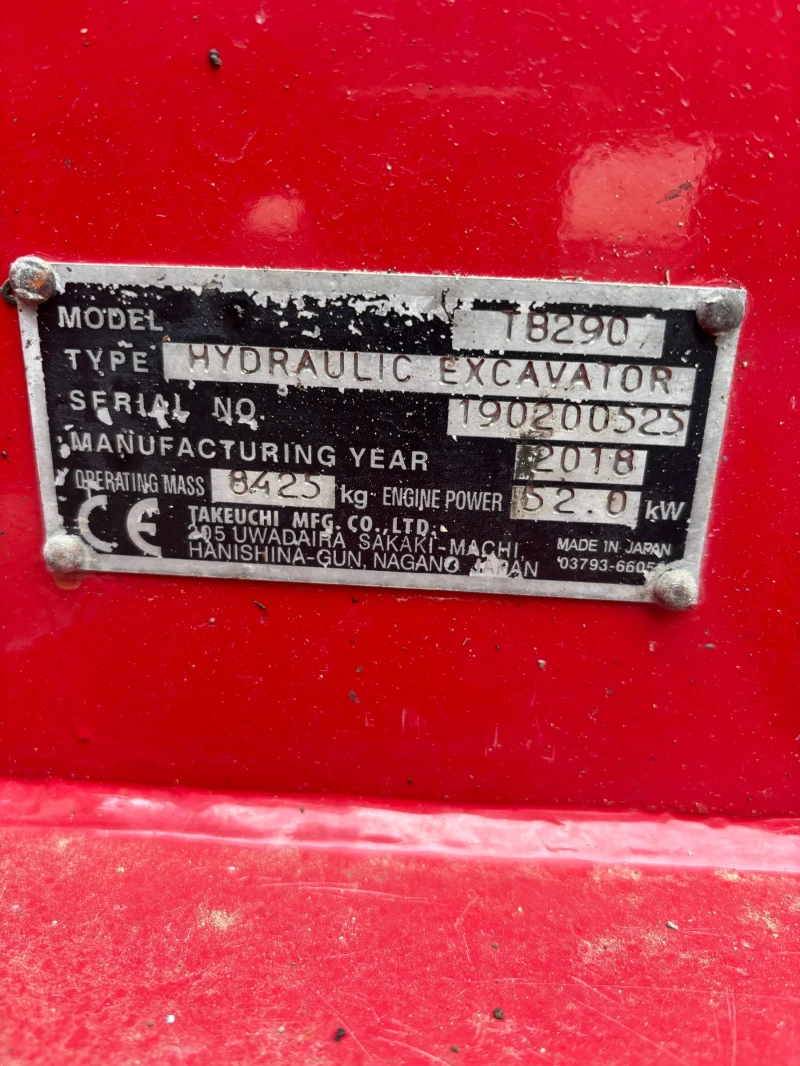 MODEL TB290
TYPE HYDRAULIC EXCAVATOR
SERIAL NO. 190200525
MANUFACTURING YEAR 2018
OPERATING MASS 8425 kg ENGINE POWER 52.0 kW
CE TAKEUCHI MFG. CO., LTD.
205 UWADAIRA, SAKAKI-MACHI,
HANISHINA-GUN, NAGANO JAPAN
MADE IN JAPAN